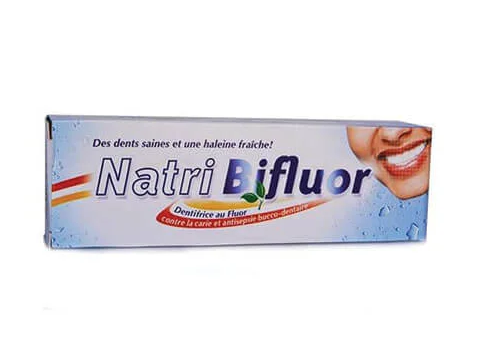 Des dents saines et une haleine fraîche!
Natri Bifluor
Dentifrice au Fluor
contre la carie et antisepsie bucco-dentaire